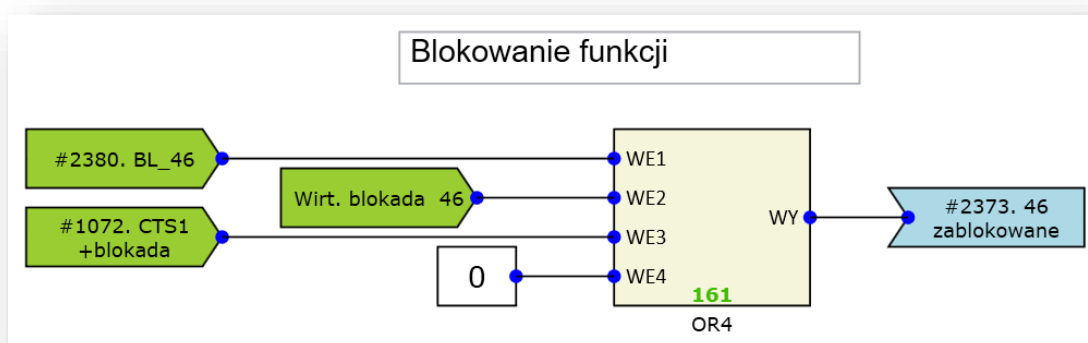 Blokowanie funkcji
#2380. BL_46
WE1
Wirt. blokada 46
WE2
#1072. CTS1
+blokada
WE3
0
WE4
WY
#2373. 46
zablokowane
161
OR4